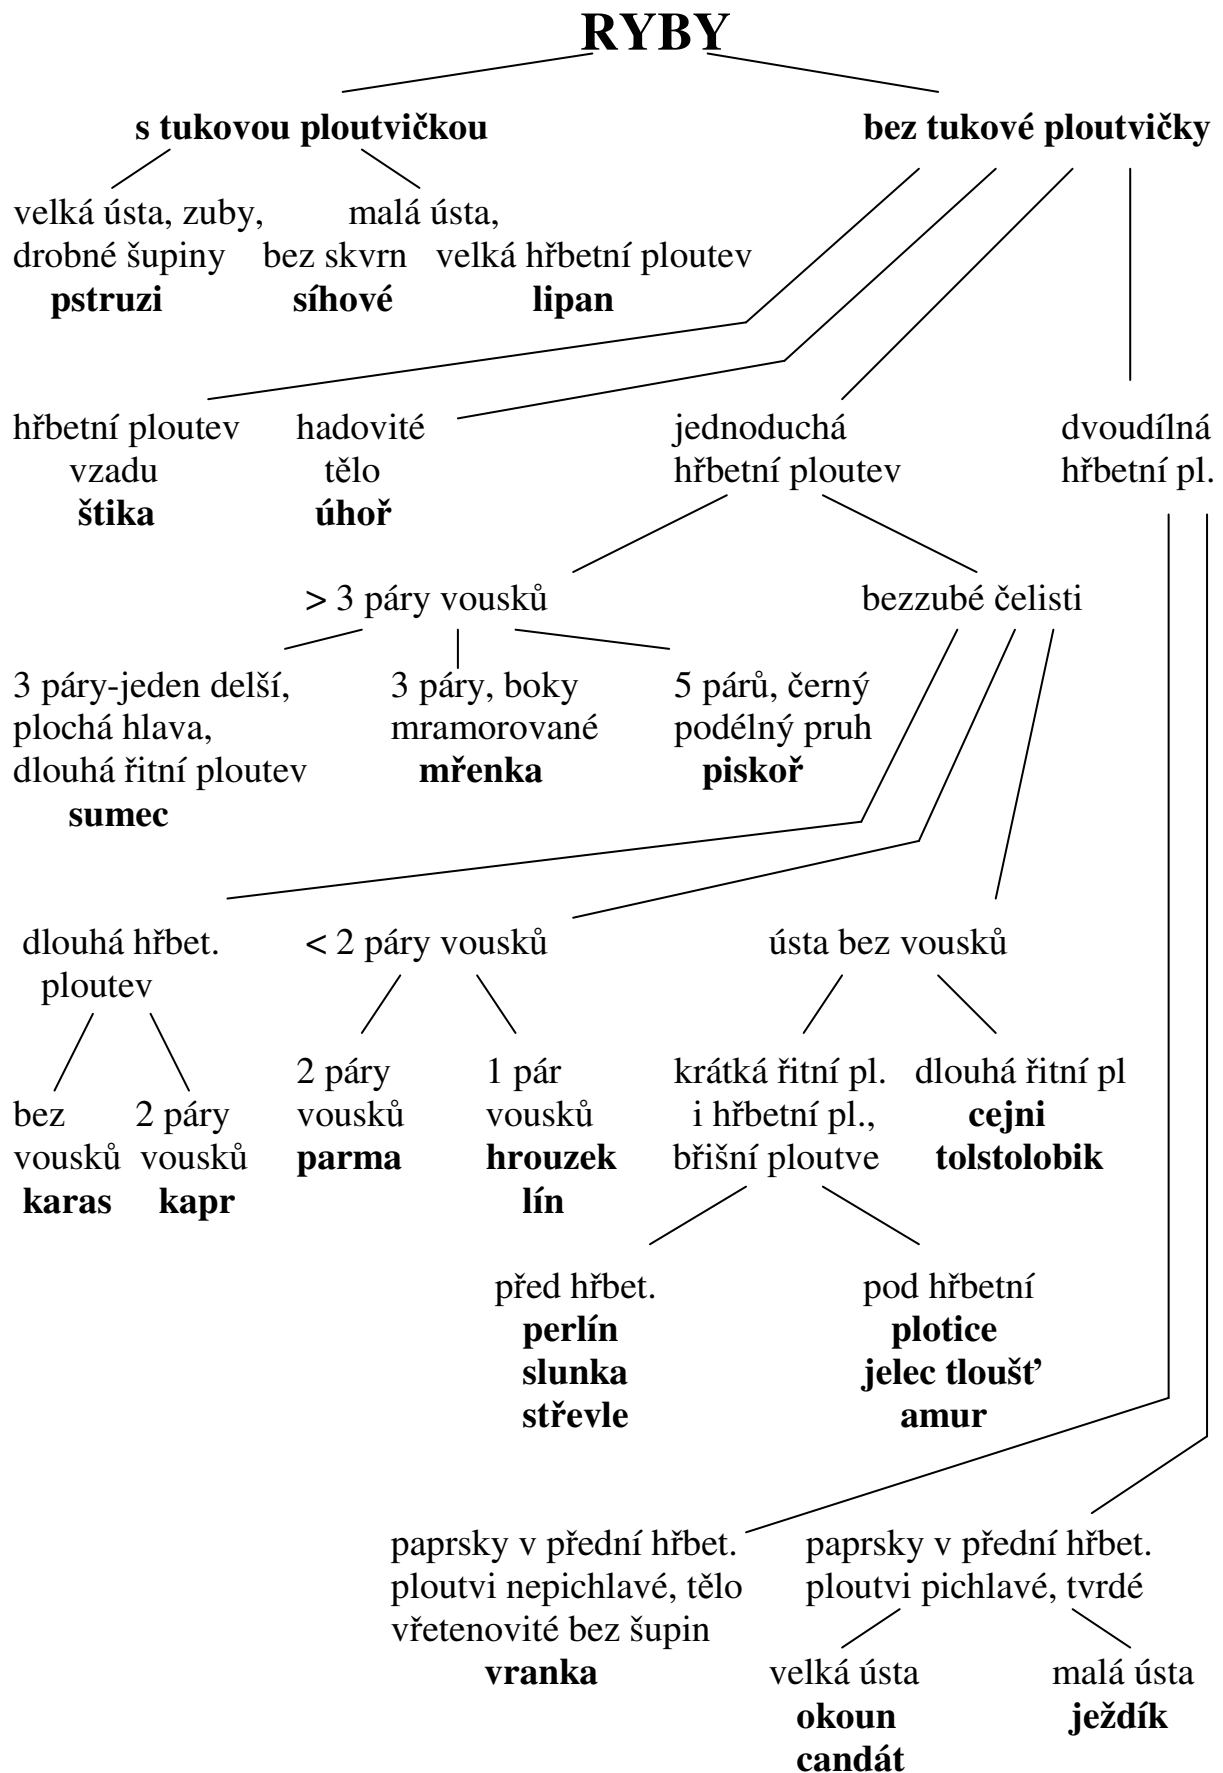 RYBY
s tukovou ploutvičkou
bez tukové ploutvičky
velká ústa, zuby,
drobné šupiny
pstruzi
malá ústa,
bez skvrn
síhové
velká hřbetní ploutev
lipan
hřbetní ploutev
vzadu
štika
hadovité
tělo
úhoř
jednoduchá
hřbetní ploutev
dvoudílná
hřbetní pl.
> 3 páry vousků
bezzubé čelisti
3 páry-jeden delší,
plochá hlava,
dlouhá řitní ploutev
sumec
3 páry, boky
mramorované
mřenka
5 párů, černý
podélný pruh
piskoř
dlouhá hřbet.
ploutev
< 2 páry vousků
ústa bez vousků
bez
vousků
karas
2 páry
vousků
kapr
2 páry
vousků
parma
1 pár
vousků
hrouzek
lín
krátká řitní pl.
i hřbetní pl.,
břišní ploutve
dlouhá řitní pl
cejni
tolstolobik
před hřbet.
perlín
slunka
střevle
pod hřbetní
plotice
jelec tloušť
amur
paprsky v přední hřbet.
ploutvi nepichlavé, tělo
vřetenovité bez šupin
vranka
paprsky v přední hřbet.
ploutvi pichlavé, tvrdé
velká ústa
okoun
candát
malá ústa
ježdík